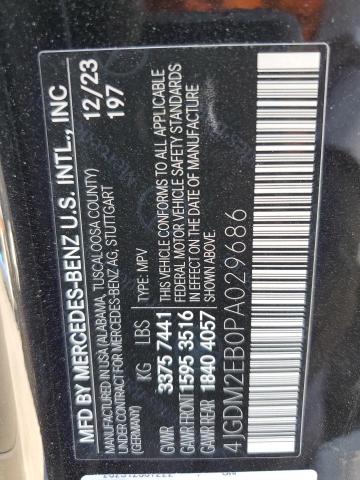 MFD BY MERCEDES-BENZ U.S. INTL., INC
MANUFACTURED IN USA (ALABAMA, TUSCALOOSA COUNTY)
UNDER CONTRACT FOR MERCEDES-BENZ AG, STUTTGART
(GERMANY)
12/23
197
KG LBS TYPE: MPV
GVWR 3375 7441
GAWR FRONT 1595 3516
GAWR REAR 1840 4057
THIS VEHICLE CONFORMS TO ALL APPLICABLE
FEDERAL MOTOR VEHICLE SAFETY STANDARDS
IN EFFECT ON THE DATE OF MANUFACTURE
SHOWN ABOVE.
4JGDM2EB0PA029686